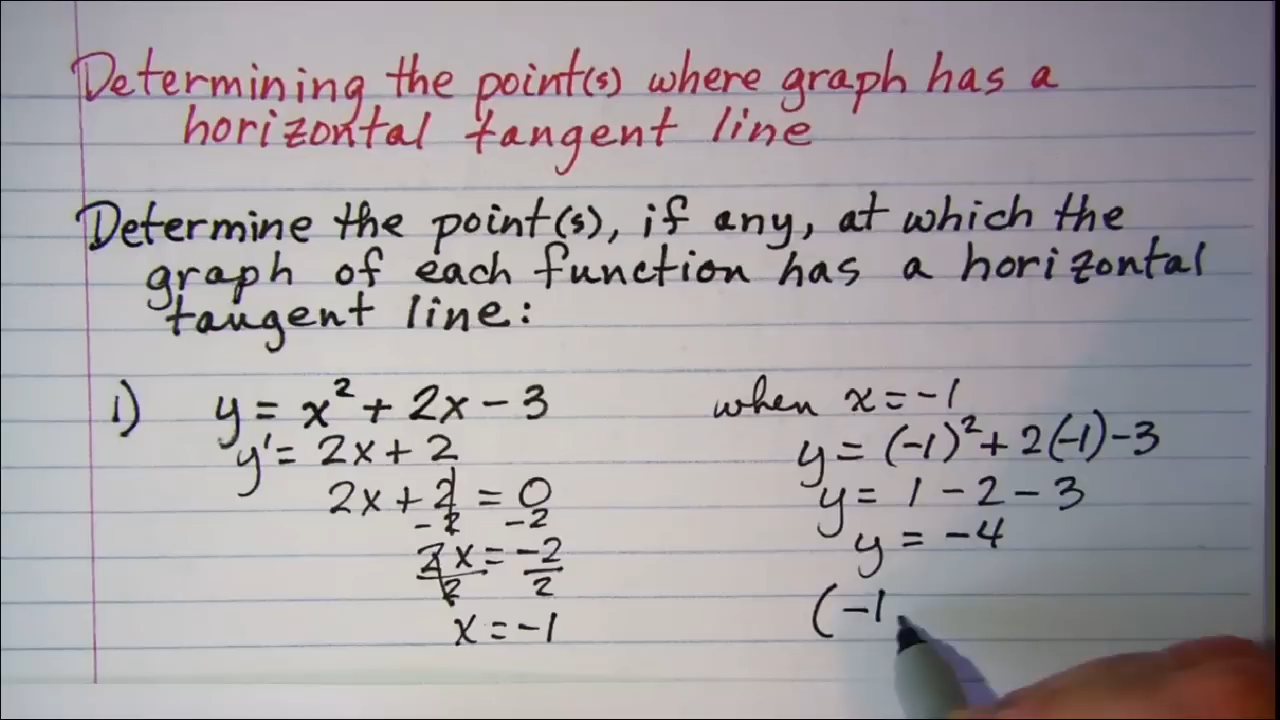 Determining the point(s) where graph has a
horizontal tangent line
Determine the point(s), if any, at which the
graph of each function has a horizontal
tangent line:
1) y = x² + 2x - 3
y' = 2x + 2
2x + 2 = 0
-2 -2
2x = -2
2 2
x = -1
when x = -1
y = (-1)² + 2(-1) - 3
y = 1 - 2 - 3
y = -4
(-1